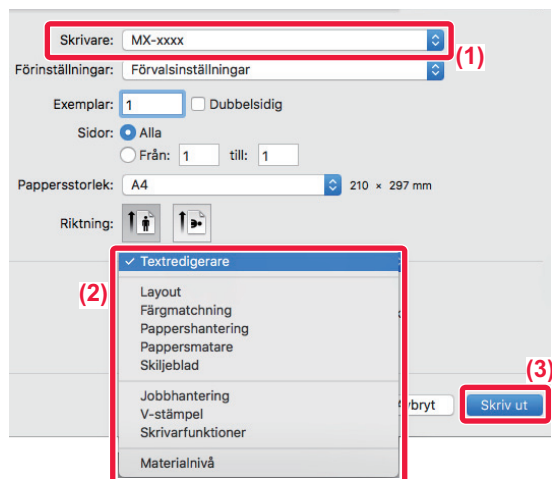 Skrivare: MX-xxxx
(1)
Förinställningar: Förvalsinställningar
Exemplar: 1 Dubbelsidig
Sidor: Alla
Från: 1 till: 1
Pappersstorlek: A4 210 × 297 mm
Riktning:
(2)
✓ Textredigerare
Layout
Färgmatchning
Pappershantering
Pappersmatare
Skiljeblad
Jobbhantering
V-stämpel
Skrivarfunktioner
Materialnivå
(3)
Skriv ut